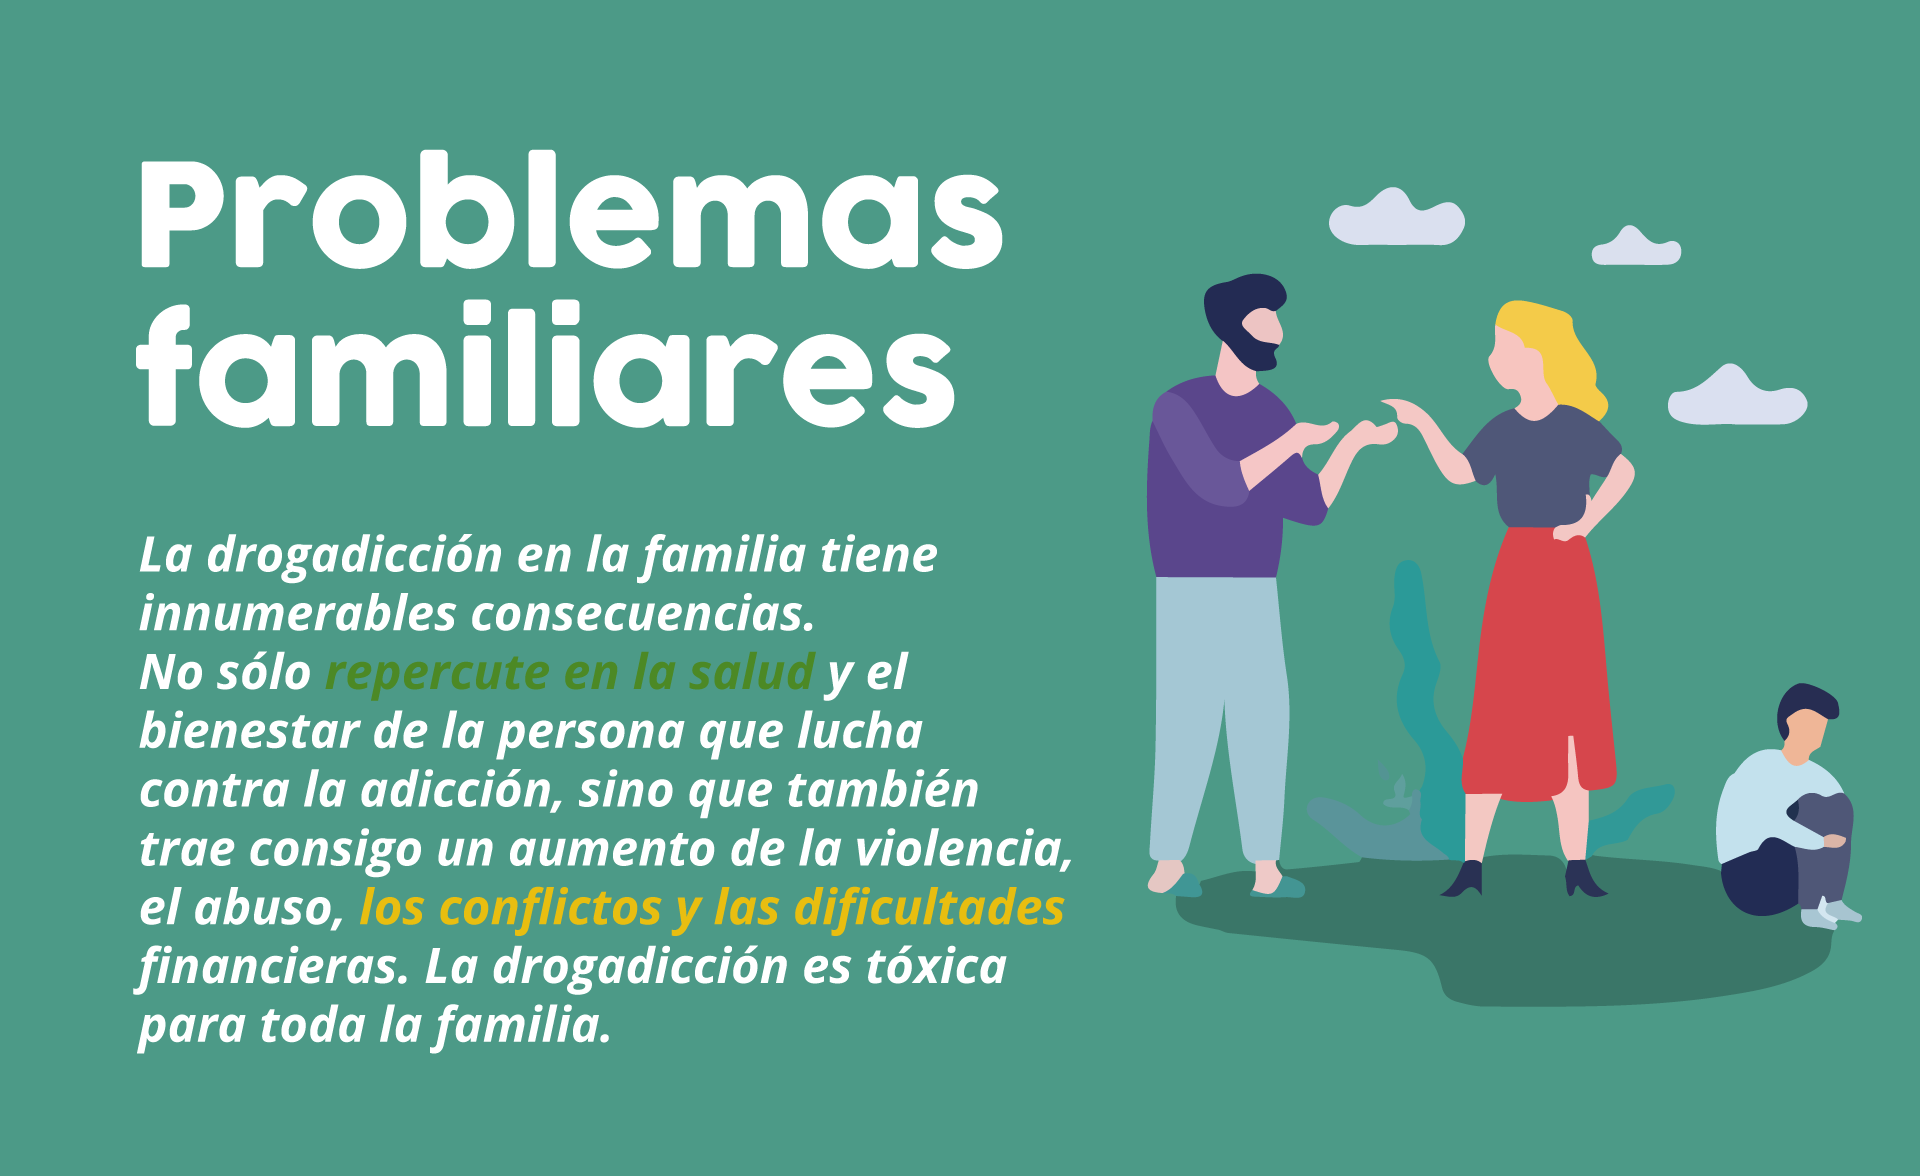 Problemas
familiares
La drogadicción en la familia tiene
innumerables consecuencias.
No sólo repercute en la salud y el
bienestar de la persona que lucha
contra la adicción, sino que también
trae consigo un aumento de la violencia,
el abuso, los conflictos y las dificultades
financieras. La drogadicción es tóxica
para toda la familia.